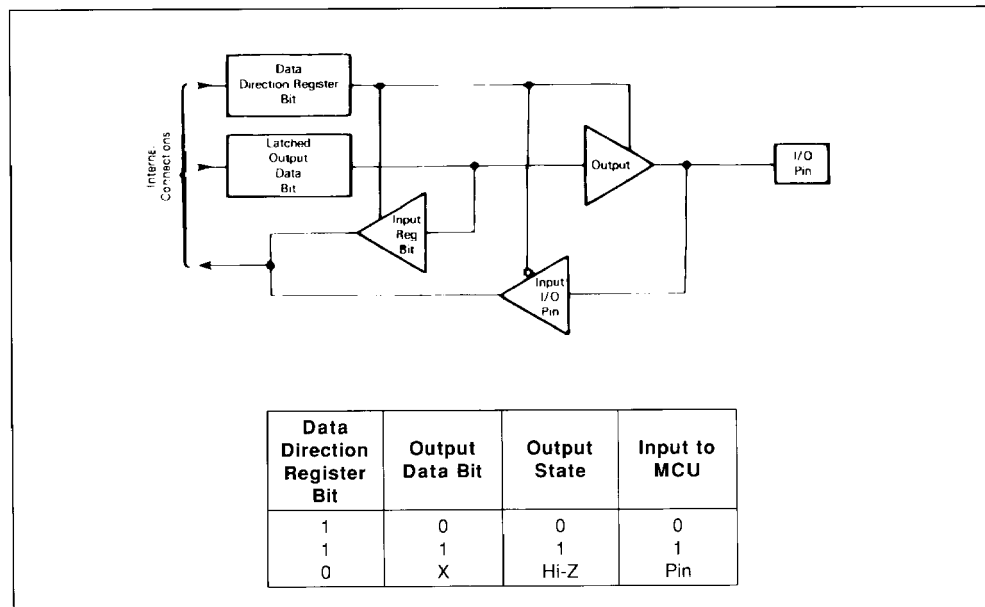 Data
Direction Register
Bit
Latched
Output
Data
Bit
Connections
Output
I/O
Pin
Input
Reg
Bit
Input
I/O
Pin
Data
Direction
Register
Bit
Output
Data Bit
Output
State
Input to
MCU
1 0 0 0
1 1 1 1
0 X Hi-Z Pin